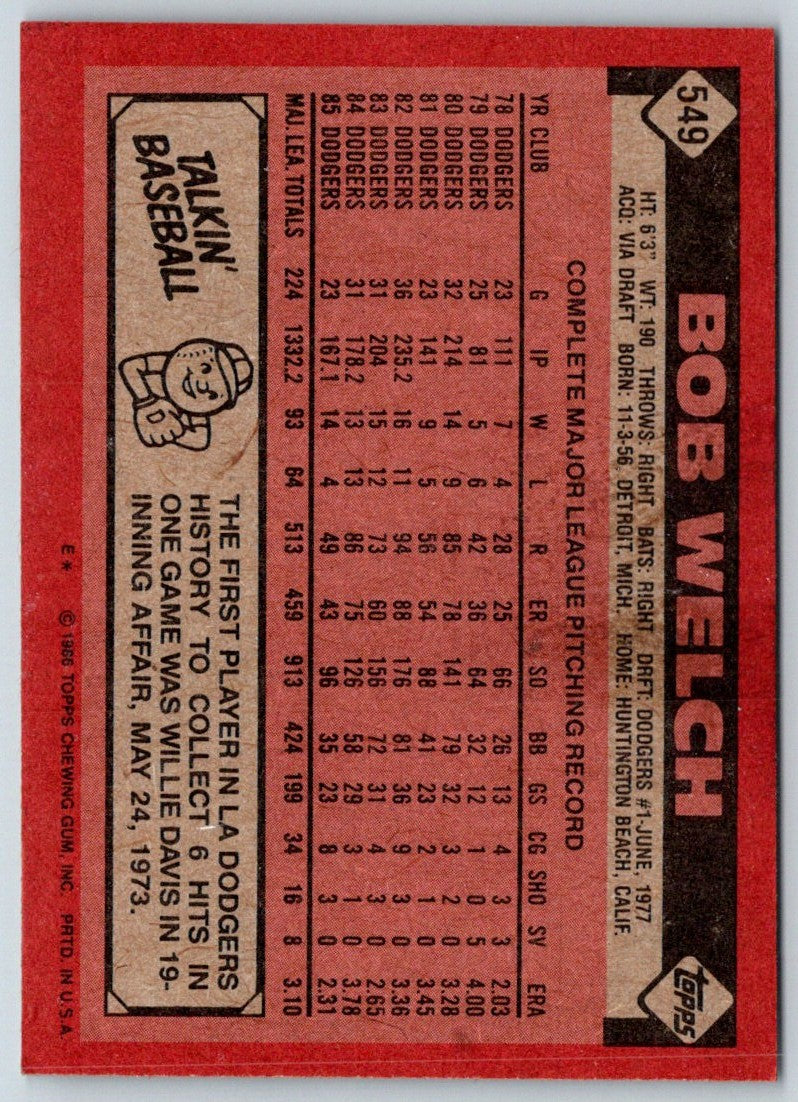 549
BOB WELCH
topps
HT: 6'3" WT: 190 THROWS: RIGHT BATS: RIGHT DRFT: DODGERS #1-JUNE, 1977
ACQ: VIA DRAFT BORN: 11-3-56, DETROIT, MICH. HOME: HUNTINGTON BEACH, CALIF.
COMPLETE MAJOR LEAGUE PITCHING RECORD
YR CLUB G IP W L R ER SO BB GS CG SHO SV ERA
78 DODGERS 23 111 7 4 28 25 66 26 13 4 3 3 2.03
79 DODGERS 25 81 5 6 42 36 64 32 12 1 0 5 4.00
80 DODGERS 32 214 14 9 85 78 141 79 32 3 2 0 3.28
81 DODGERS 23 141 9 5 56 54 88 41 23 2 1 0 3.45
82 DODGERS 36 235.2 16 11 94 88 176 81 36 9 3 0 3.36
83 DODGERS 31 204 15 12 73 60 156 72 31 4 3 0 2.65
84 DODGERS 31 178.2 13 13 86 75 126 58 29 3 1 0 3.78
85 DODGERS 23 167.1 14 4 49 43 96 35 23 8 3 0 2.31
MAJ. LEA. TOTALS 224 1332.2 93 64 513 459 913 424 199 34 16 8 3.10
TALKIN'
BASEBALL
THE FIRST PLAYER IN LA DODGERS
HISTORY TO COLLECT 6 HITS IN
ONE GAME WAS WILLIE DAVIS IN 19-
INNING AFFAIR, MAY 24, 1973.
E* © 1986 TOPPS CHEWING GUM, INC. PRTD. IN U.S.A.